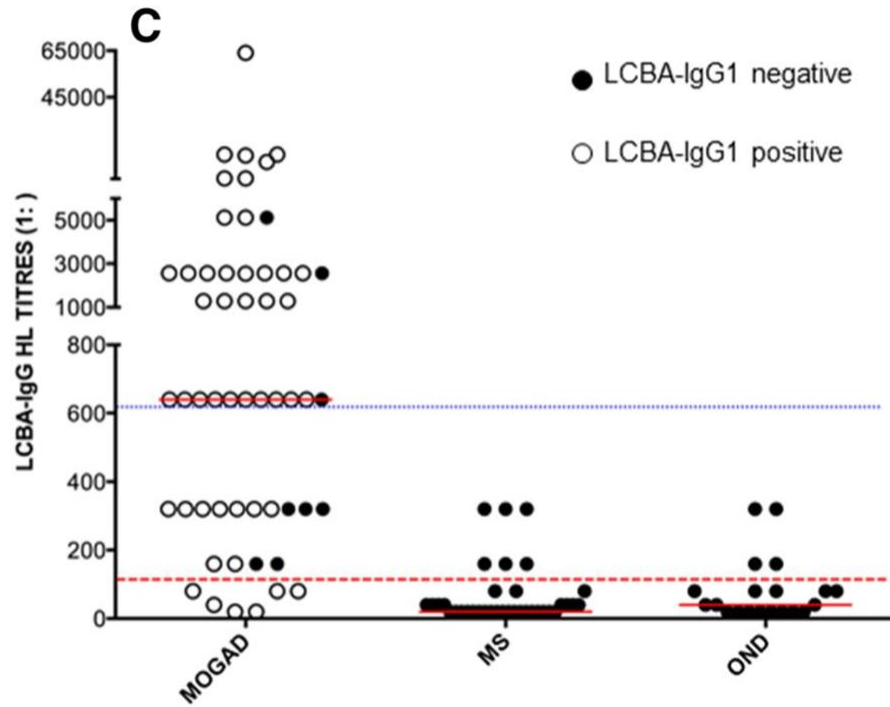 C
65000
45000
5000
3000
1000
800
600
400
200
0
LCBA-IgG HL TITRES (1: )
LCBA-IgG1 negative
LCBA-IgG1 positive
MOGAD
MS
OND